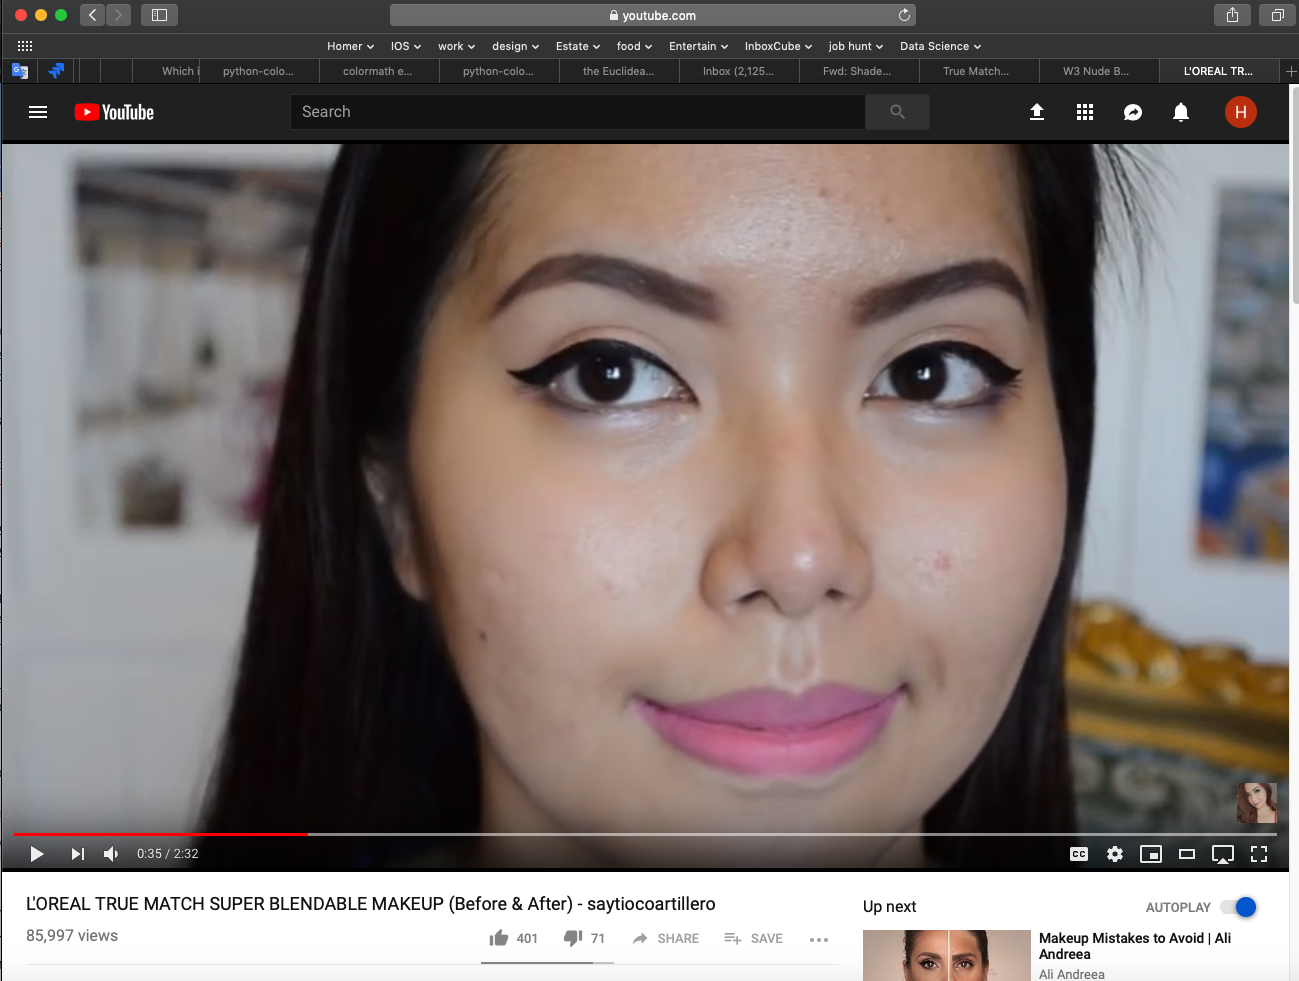 youtube.com
Homer IOS work design Estate food Entertain InboxCube job hunt Data Science
Which i python-colo... colormath e... python-colo... the Euclidea... Inbox (2,125... Fwd: Shade... True Match... W3 Nude B... L'OREAL TR...
YouTube Search H
CC
0:35 / 2:32
L'OREAL TRUE MATCH SUPER BLENDABLE MAKEUP (Before & After) - saytiocoartillero
85,997 views
401 71 SHARE SAVE
Up next AUTOPLAY
Makeup Mistakes to Avoid | Ali
Andreea
Ali Andreea